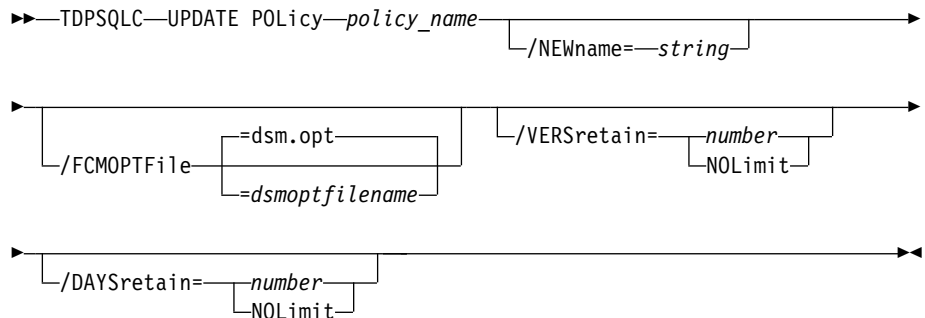 TDPSQLC UPDATE POLicy policy_name
/NEWname= string
/FCMOPTFile
=dsm.opt
=dsmoptfilename
/VERSretain= number
NOLimit
/DAYSretain= number
NOLimit